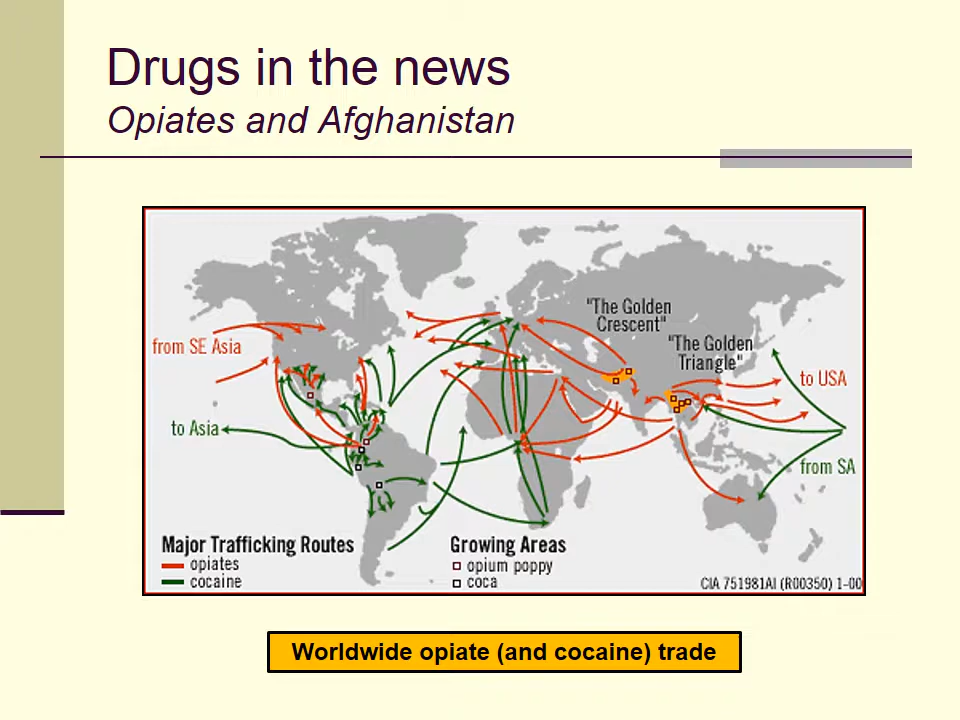 Drugs in the news
Opiates and Afghanistan
"The Golden
Crescent"
"The Golden
Triangle"
from SE Asia
to USA
to Asia
from SA
Major Trafficking Routes
opiates
cocaine
Growing Areas
opium poppy
coca
CIA 751981AI (R00350) 1-00
Worldwide opiate (and cocaine) trade